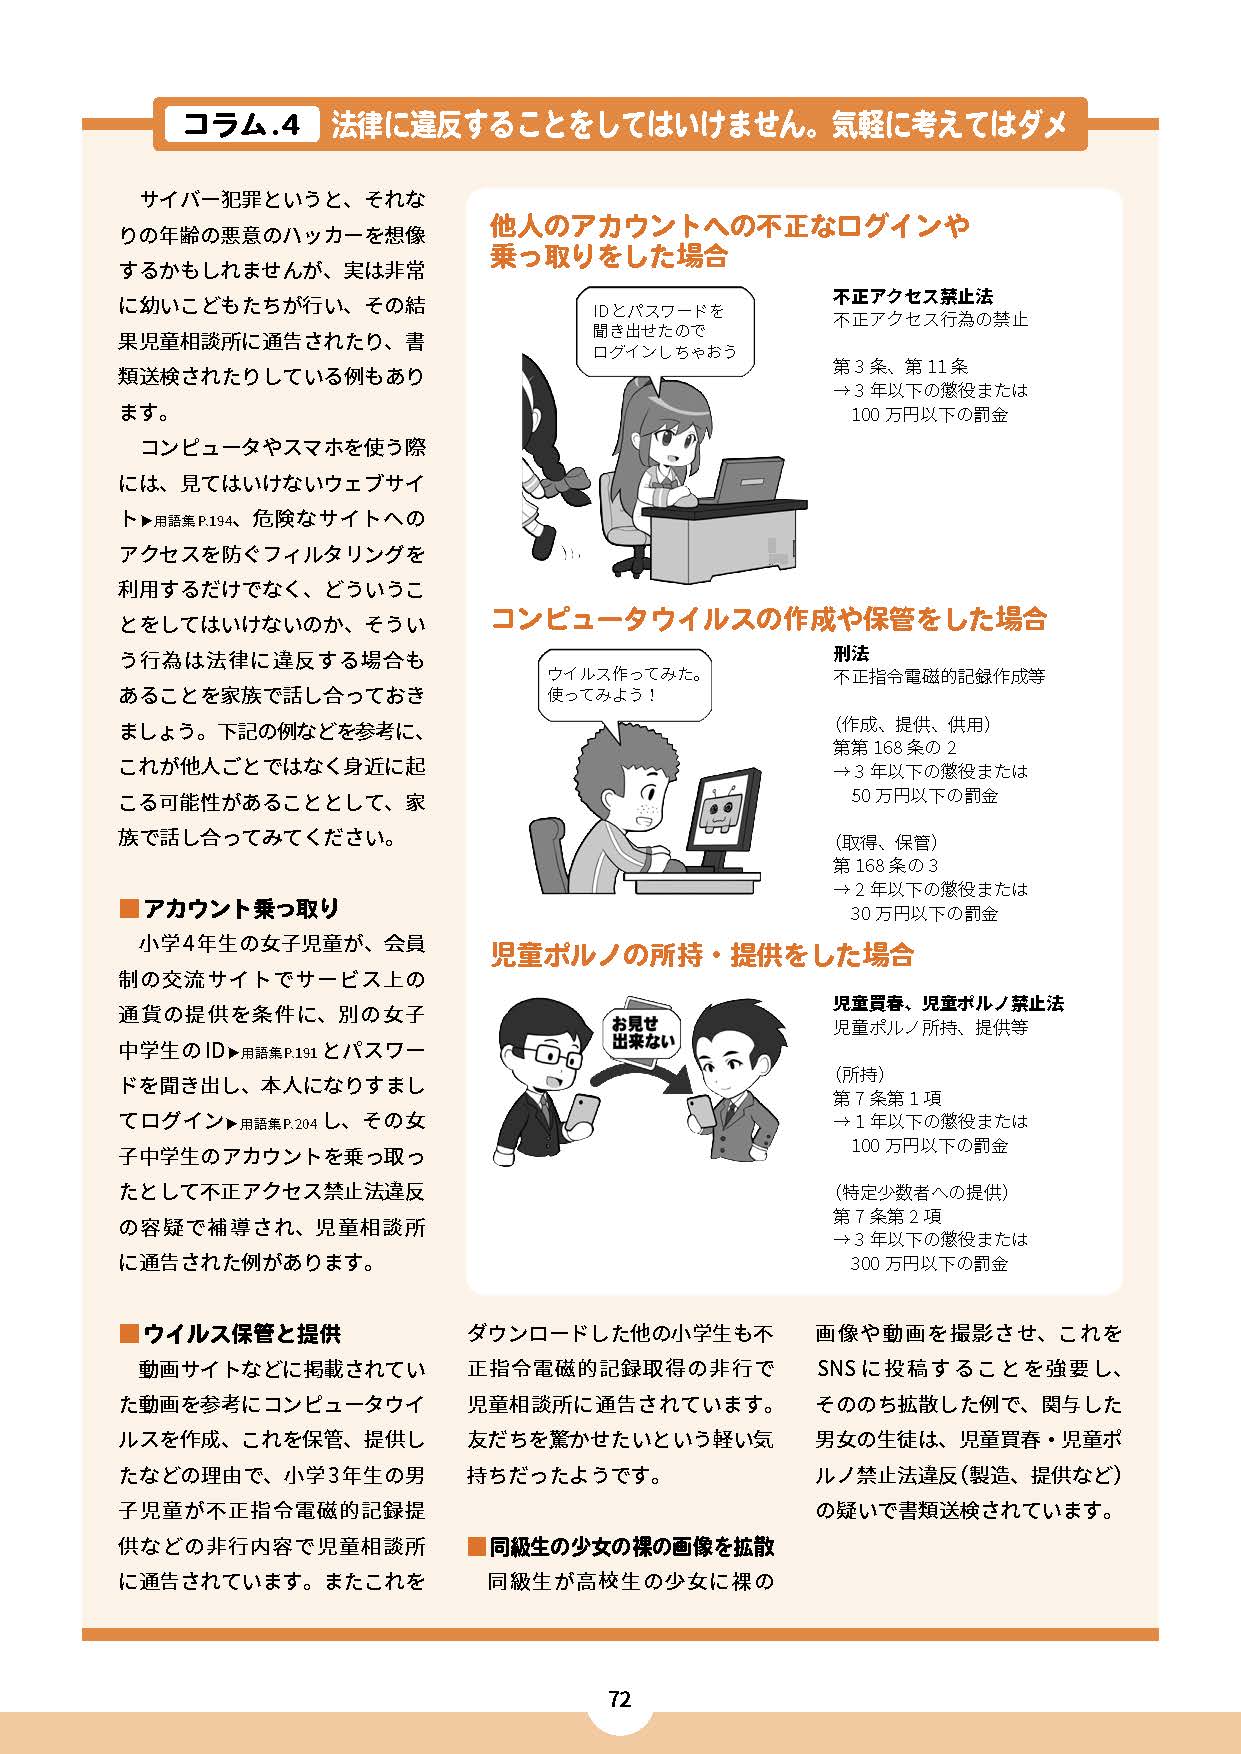 コラム.4 法律に違反することをしてはいけません。気軽に考えてはダメ
サイバー犯罪というと、それな
りの年齢の悪意のハッカーを想像
するかもしれませんが、実は非常
に幼いこどもたちが行い、その結
果児童相談所に通告されたり、書
類送検されたりしている例もあり
ます。
コンピュータやスマホを使う際
には、見てはいけないウェブサイ
ト▶用語集P.194、危険なサイトへの
アクセスを防ぐフィルタリングを
利用するだけでなく、どういうこ
とをしてはいけないのか、そうい
う行為は法律に違反する場合も
あることを家族で話し合っておき
ましょう。下記の例などを参考に、
これが他人ごとではなく身近に起
こる可能性があることとして、家
族で話し合ってみてください。
■アカウント乗っ取り
小学4年生の女子児童が、会員
制の交流サイトでサービス上の
通貨の提供を条件に、別の女子
中学生のID▶用語集P.191とパスワー
ドを聞き出し、本人になりすまし
てログイン▶用語集P.204し、その女
子中学生のアカウントを乗っ取っ
たとして不正アクセス禁止法違反
の容疑で補導され、児童相談所
に通告された例があります。
他人のアカウントへの不正なログインや
乗っ取りをした場合
IDとパスワードを
聞き出せたので
ログインしちゃおう
不正アクセス禁止法
不正アクセス行為の禁止
第3条、第11条
→3年以下の懲役または
100万円以下の罰金
コンピュータウイルスの作成や保管をした場合
ウイルス作ってみた。
使ってみよう！
刑法
不正指令電磁的記録作成等
（作成、提供、供用）
第第168条の2
→3年以下の懲役または
50万円以下の罰金
（取得、保管）
第168条の3
→2年以下の懲役または
30万円以下の罰金
児童ポルノの所持・提供をした場合
お見せ
出来ない
児童買春、児童ポルノ禁止法
児童ポルノ所持、提供等
（所持）
第7条第1項
→1年以下の懲役または
100万円以下の罰金
（特定少数者への提供）
第7条第2項
→3年以下の懲役または
300万円以下の罰金
■ウイルス保管と提供
動画サイトなどに掲載されてい
た動画を参考にコンピュータウイ
ルスを作成、これを保管、提供し
たなどの理由で、小学3年生の男
子児童が不正指令電磁的記録提
供などの非行内容で児童相談所
に通告されています。またこれを
ダウンロードした他の小学生も不
正指令電磁的記録取得の非行で
児童相談所に通告されています。
友だちを驚かせたいという軽い気
持ちだったようです。
■同級生の少女の裸の画像を拡散
同級生が高校生の少女に裸の
画像や動画を撮影させ、これを
SNSに投稿することを強要し、
そののち拡散した例で、関与した
男女の生徒は、児童買春・児童ポ
ルノ禁止法違反（製造、提供など）
の疑いで書類送検されています。
72